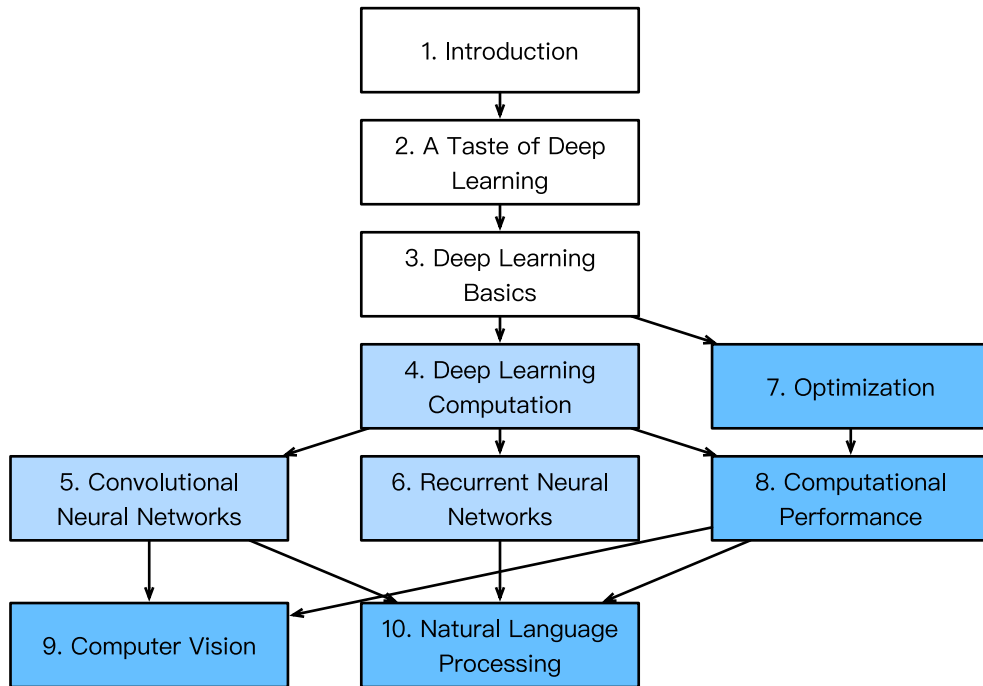 1. Introduction
2. A Taste of Deep
Learning
3. Deep Learning
Basics
4. Deep Learning
Computation
7. Optimization
5. Convolutional
Neural Networks
6. Recurrent Neural
Networks
8. Computational
Performance
9. Computer Vision
10. Natural Language
Processing